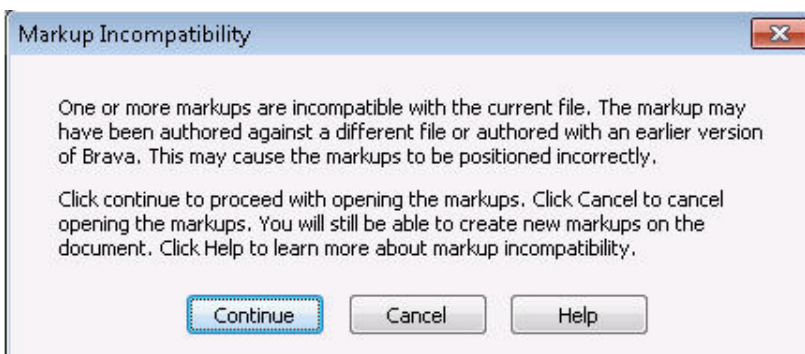 Markup Incompatibility
One or more markups are incompatible with the current file. The markup may
have been authored against a different file or authored with an earlier version
of Brava. This may cause the markups to be positioned incorrectly.
Click continue to proceed with opening the markups. Click Cancel to cancel
opening the markups. You will still be able to create new markups on the
document. Click Help to learn more about markup incompatibility.
Continue Cancel Help